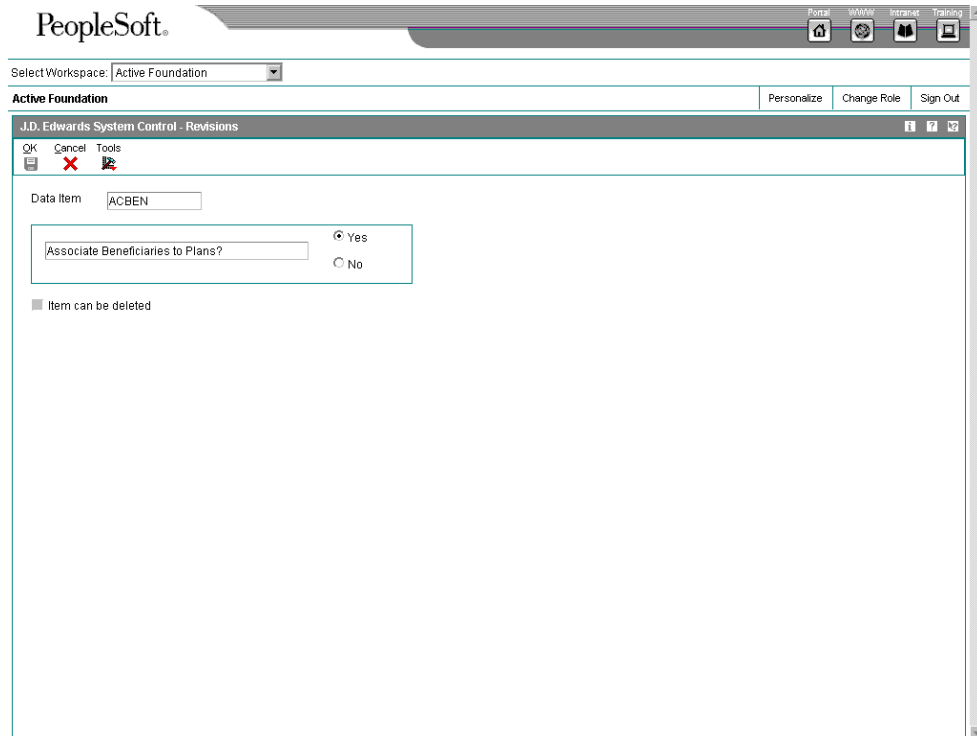 PeopleSoft®
Portal WWW Intranet Training
Select Workspace: Active Foundation
Active Foundation Personalize Change Role Sign Out
J.D. Edwards System Control - Revisions
OK Cancel Tools
Data Item ACBEN
Yes
Associate Beneficiaries to Plans?
No
Item can be deleted